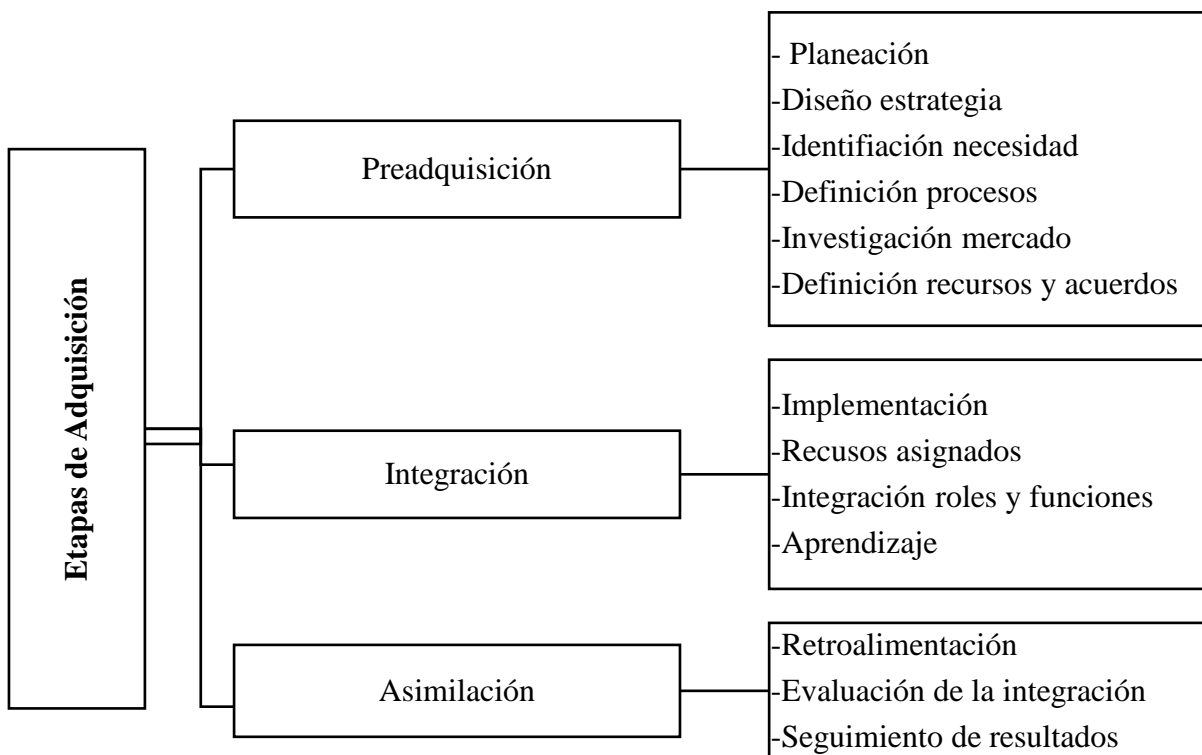 Etapas de Adquisición
Preadquisición
- Planeación
-Diseño estrategia
-Identifiación necesidad
-Definición procesos
-Investigación mercado
-Definición recursos y acuerdos
Integración
-Implementación
-Recusos asignados
-Integración roles y funciones
-Aprendizaje
Asimilación
-Retroalimentación
-Evaluación de la integración
-Seguimiento de resultados